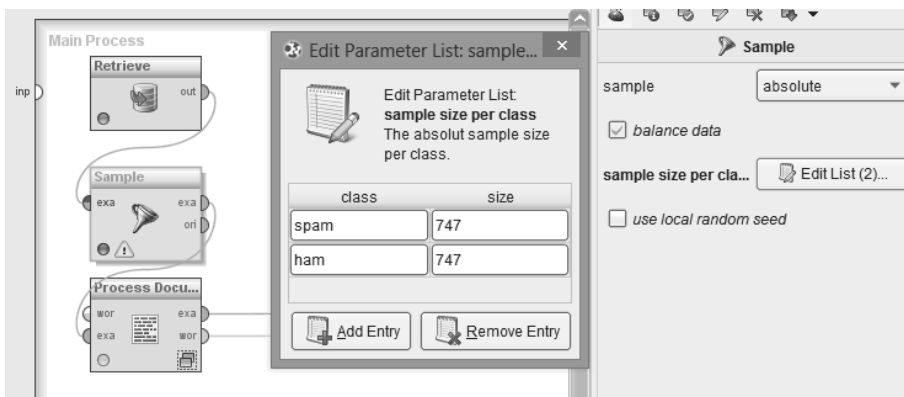 Main Process
inp
Retrieve
out
Sample
exa
exa
ori
Process Docu...
wor
exa
exa
wor
Edit Parameter List: sample...
Edit Parameter List:
sample size per class
The absolut sample size
per class.
class
size
spam
747
ham
747
Add Entry
Remove Entry
Sample
sample
absolute
balance data
sample size per cla...
Edit List (2)...
use local random seed